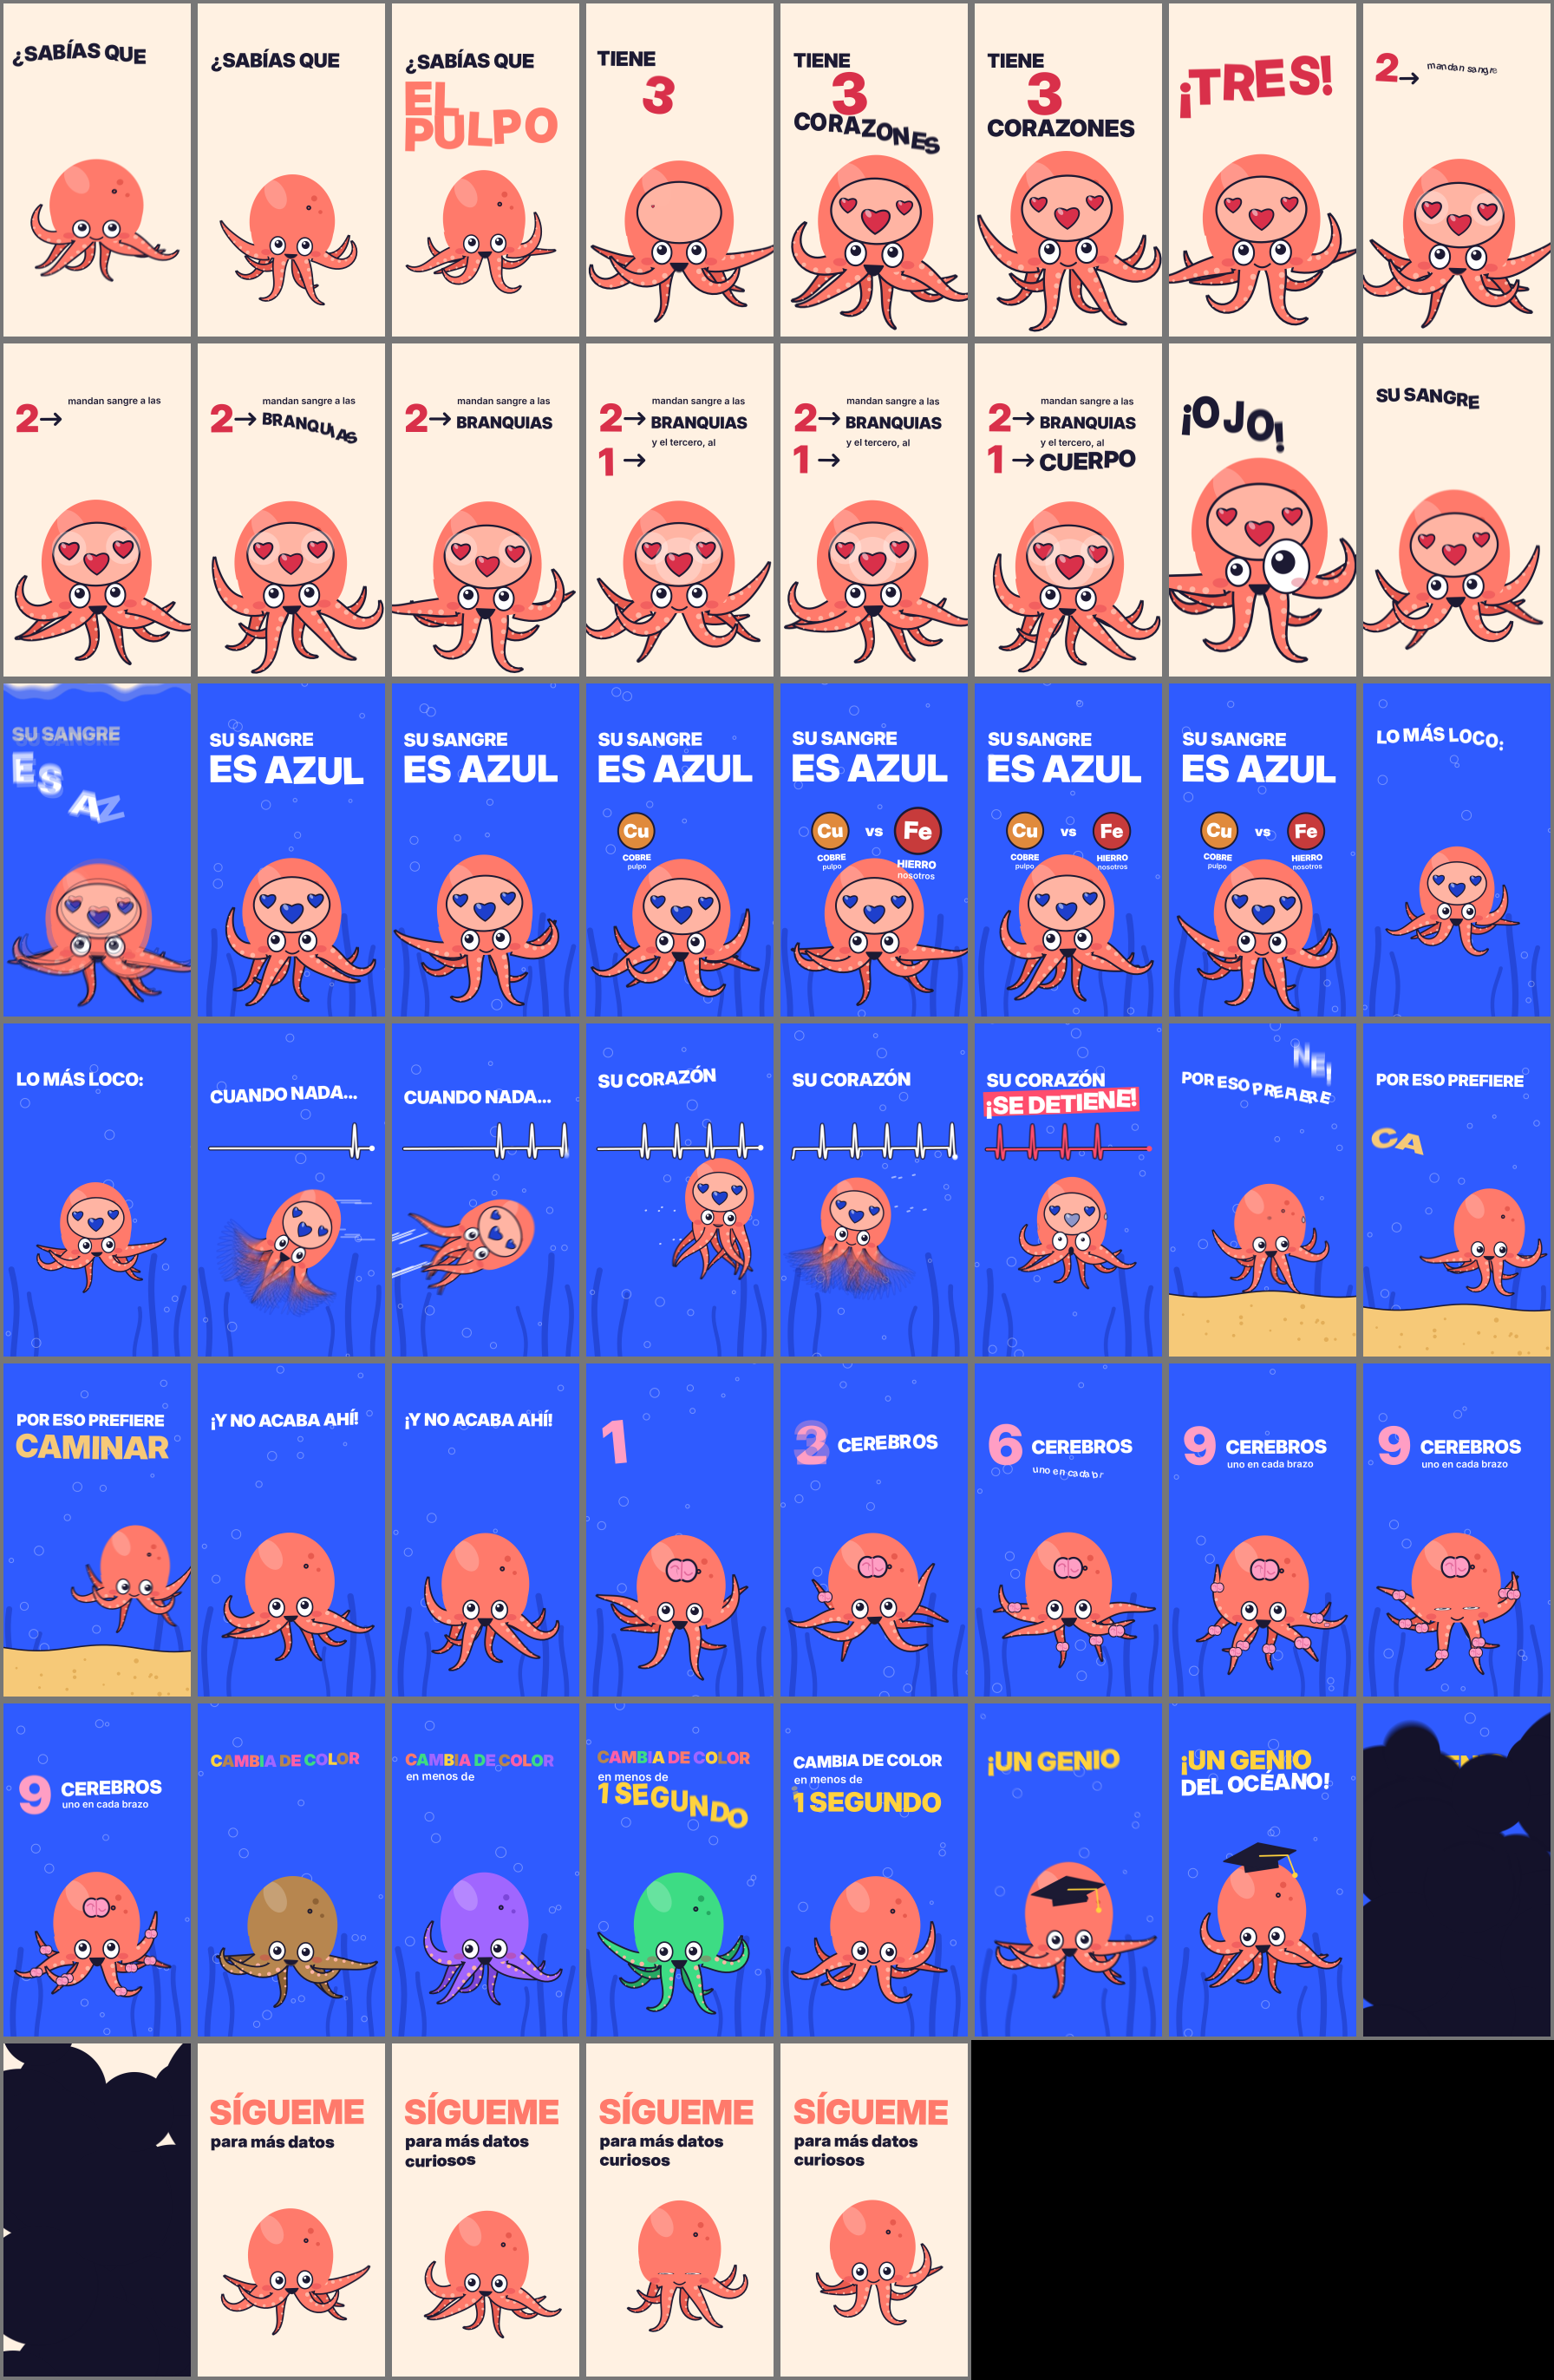 ¿SABÍAS QUE
¿SABÍAS QUE
¿SABÍAS QUE
EL
PULPO
TIENE
3
TIENE
3
CORAZONES
TIENE
3
CORAZONES
¡TRES!
2→ mandan sangre
2→ mandan sangre a las
2→ mandan sangre a las
BRANQUIAS
2→ mandan sangre a las
BRANQUIAS
2→ mandan sangre a las
BRANQUIAS
1→ y el tercero, al
2→ mandan sangre a las
BRANQUIAS
1→ y el tercero, al
2→ mandan sangre a las
BRANQUIAS
1→ y el tercero, al
CUERPO
¡OJO!
SU SANGRE
SU SANGRE
ES AZ
SU SANGRE
ES AZUL
SU SANGRE
ES AZUL
SU SANGRE
ES AZUL
Cu
COBRE
pulpo
SU SANGRE
ES AZUL
Cu vs Fe
COBRE HIERRO
pulpo nosotros
SU SANGRE
ES AZUL
Cu vs Fe
COBRE HIERRO
pulpo nosotros
SU SANGRE
ES AZUL
Cu vs Fe
COBRE HIERRO
pulpo nosotros
LO MÁS LOCO:
LO MÁS LOCO:
CUANDO NADA...
CUANDO NADA...
SU CORAZÓN
SU CORAZÓN
SU CORAZÓN
¡SE DETIENE!
POR ESO PREFIERE
POR ESO PREFIERE
CA
POR ESO PREFIERE
CAMINAR
¡Y NO ACABA AHÍ!
¡Y NO ACABA AHÍ!
1
CEREBROS
6 CEREBROS
uno en cada br
9 CEREBROS
uno en cada brazo
9 CEREBROS
uno en cada brazo
9 CEREBROS
uno en cada brazo
CAMBIA DE COLOR
CAMBIA DE COLOR
en menos de
CAMBIA DE COLOR
en menos de
1 SEGUNDO
CAMBIA DE COLOR
en menos de
1 SEGUNDO
¡UN GENIO
¡UN GENIO
DEL OCÉANO!
SÍGUEME
para más datos
SÍGUEME
para más datos
curiosos
SÍGUEME
para más datos
curiosos
SÍGUEME
para más datos
curiosos